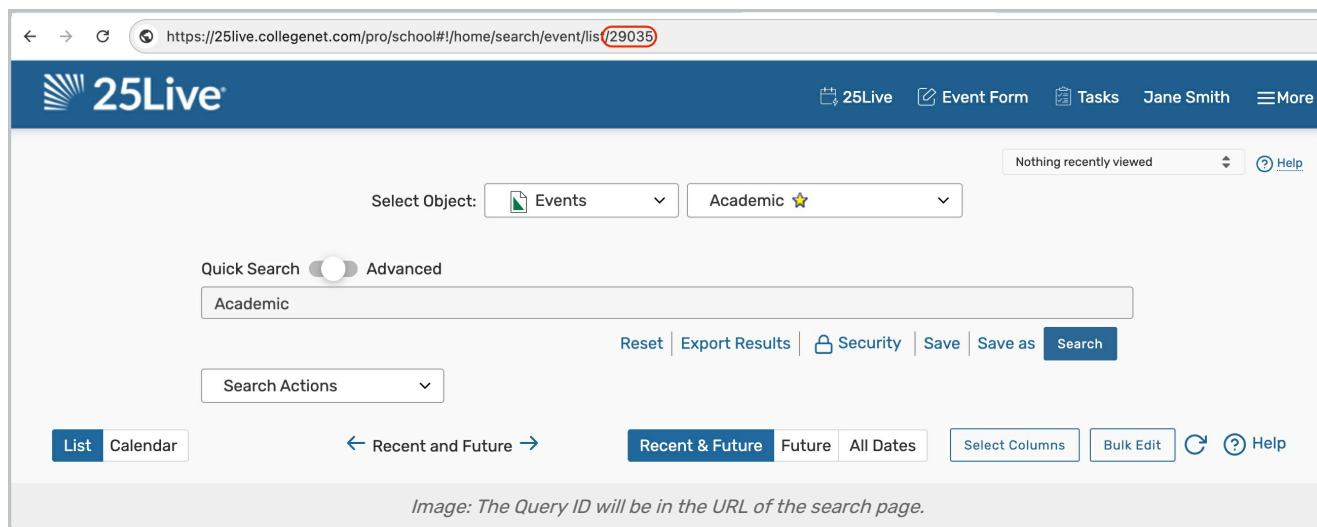 https://25live.collegenet.com/pro/school#!/home/search/event/list/29035
25Live®
25Live Event Form Tasks Jane Smith More
Nothing recently viewed Help
Select Object: Events Academic
Quick Search Advanced
Academic
Reset Export Results Security Save Save as Search
Search Actions
List Calendar Recent and Future Recent & Future Future All Dates Select Columns Bulk Edit Help
Image: The Query ID will be in the URL of the search page.